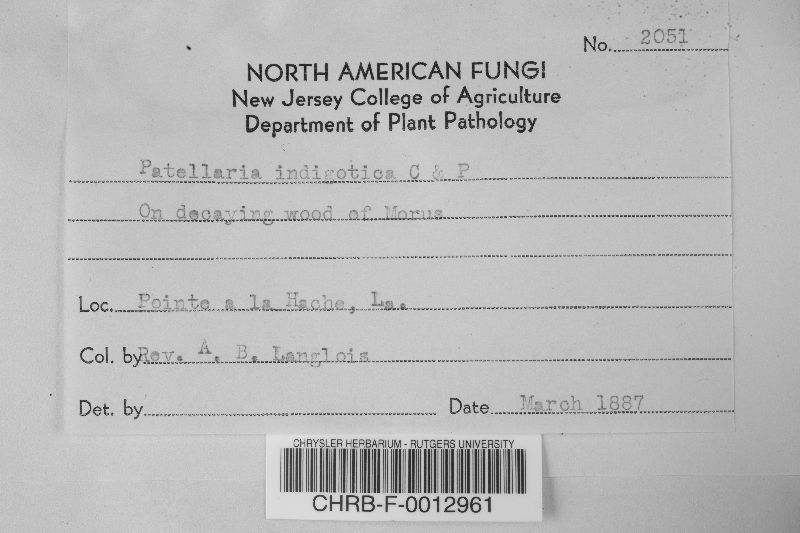 No. 2051
NORTH AMERICAN FUNGI
New Jersey College of Agriculture
Department of Plant Pathology
Patellaria indigotica C & P
On decaying wood of Morus
Loc. Pointe a la Hache, La.
Col. by Rev. A. B. Langlois
Det. by Date March 1887
CHRYSLER HERBARIUM - RUTGERS UNIVERSITY
CHRB-F-0012961